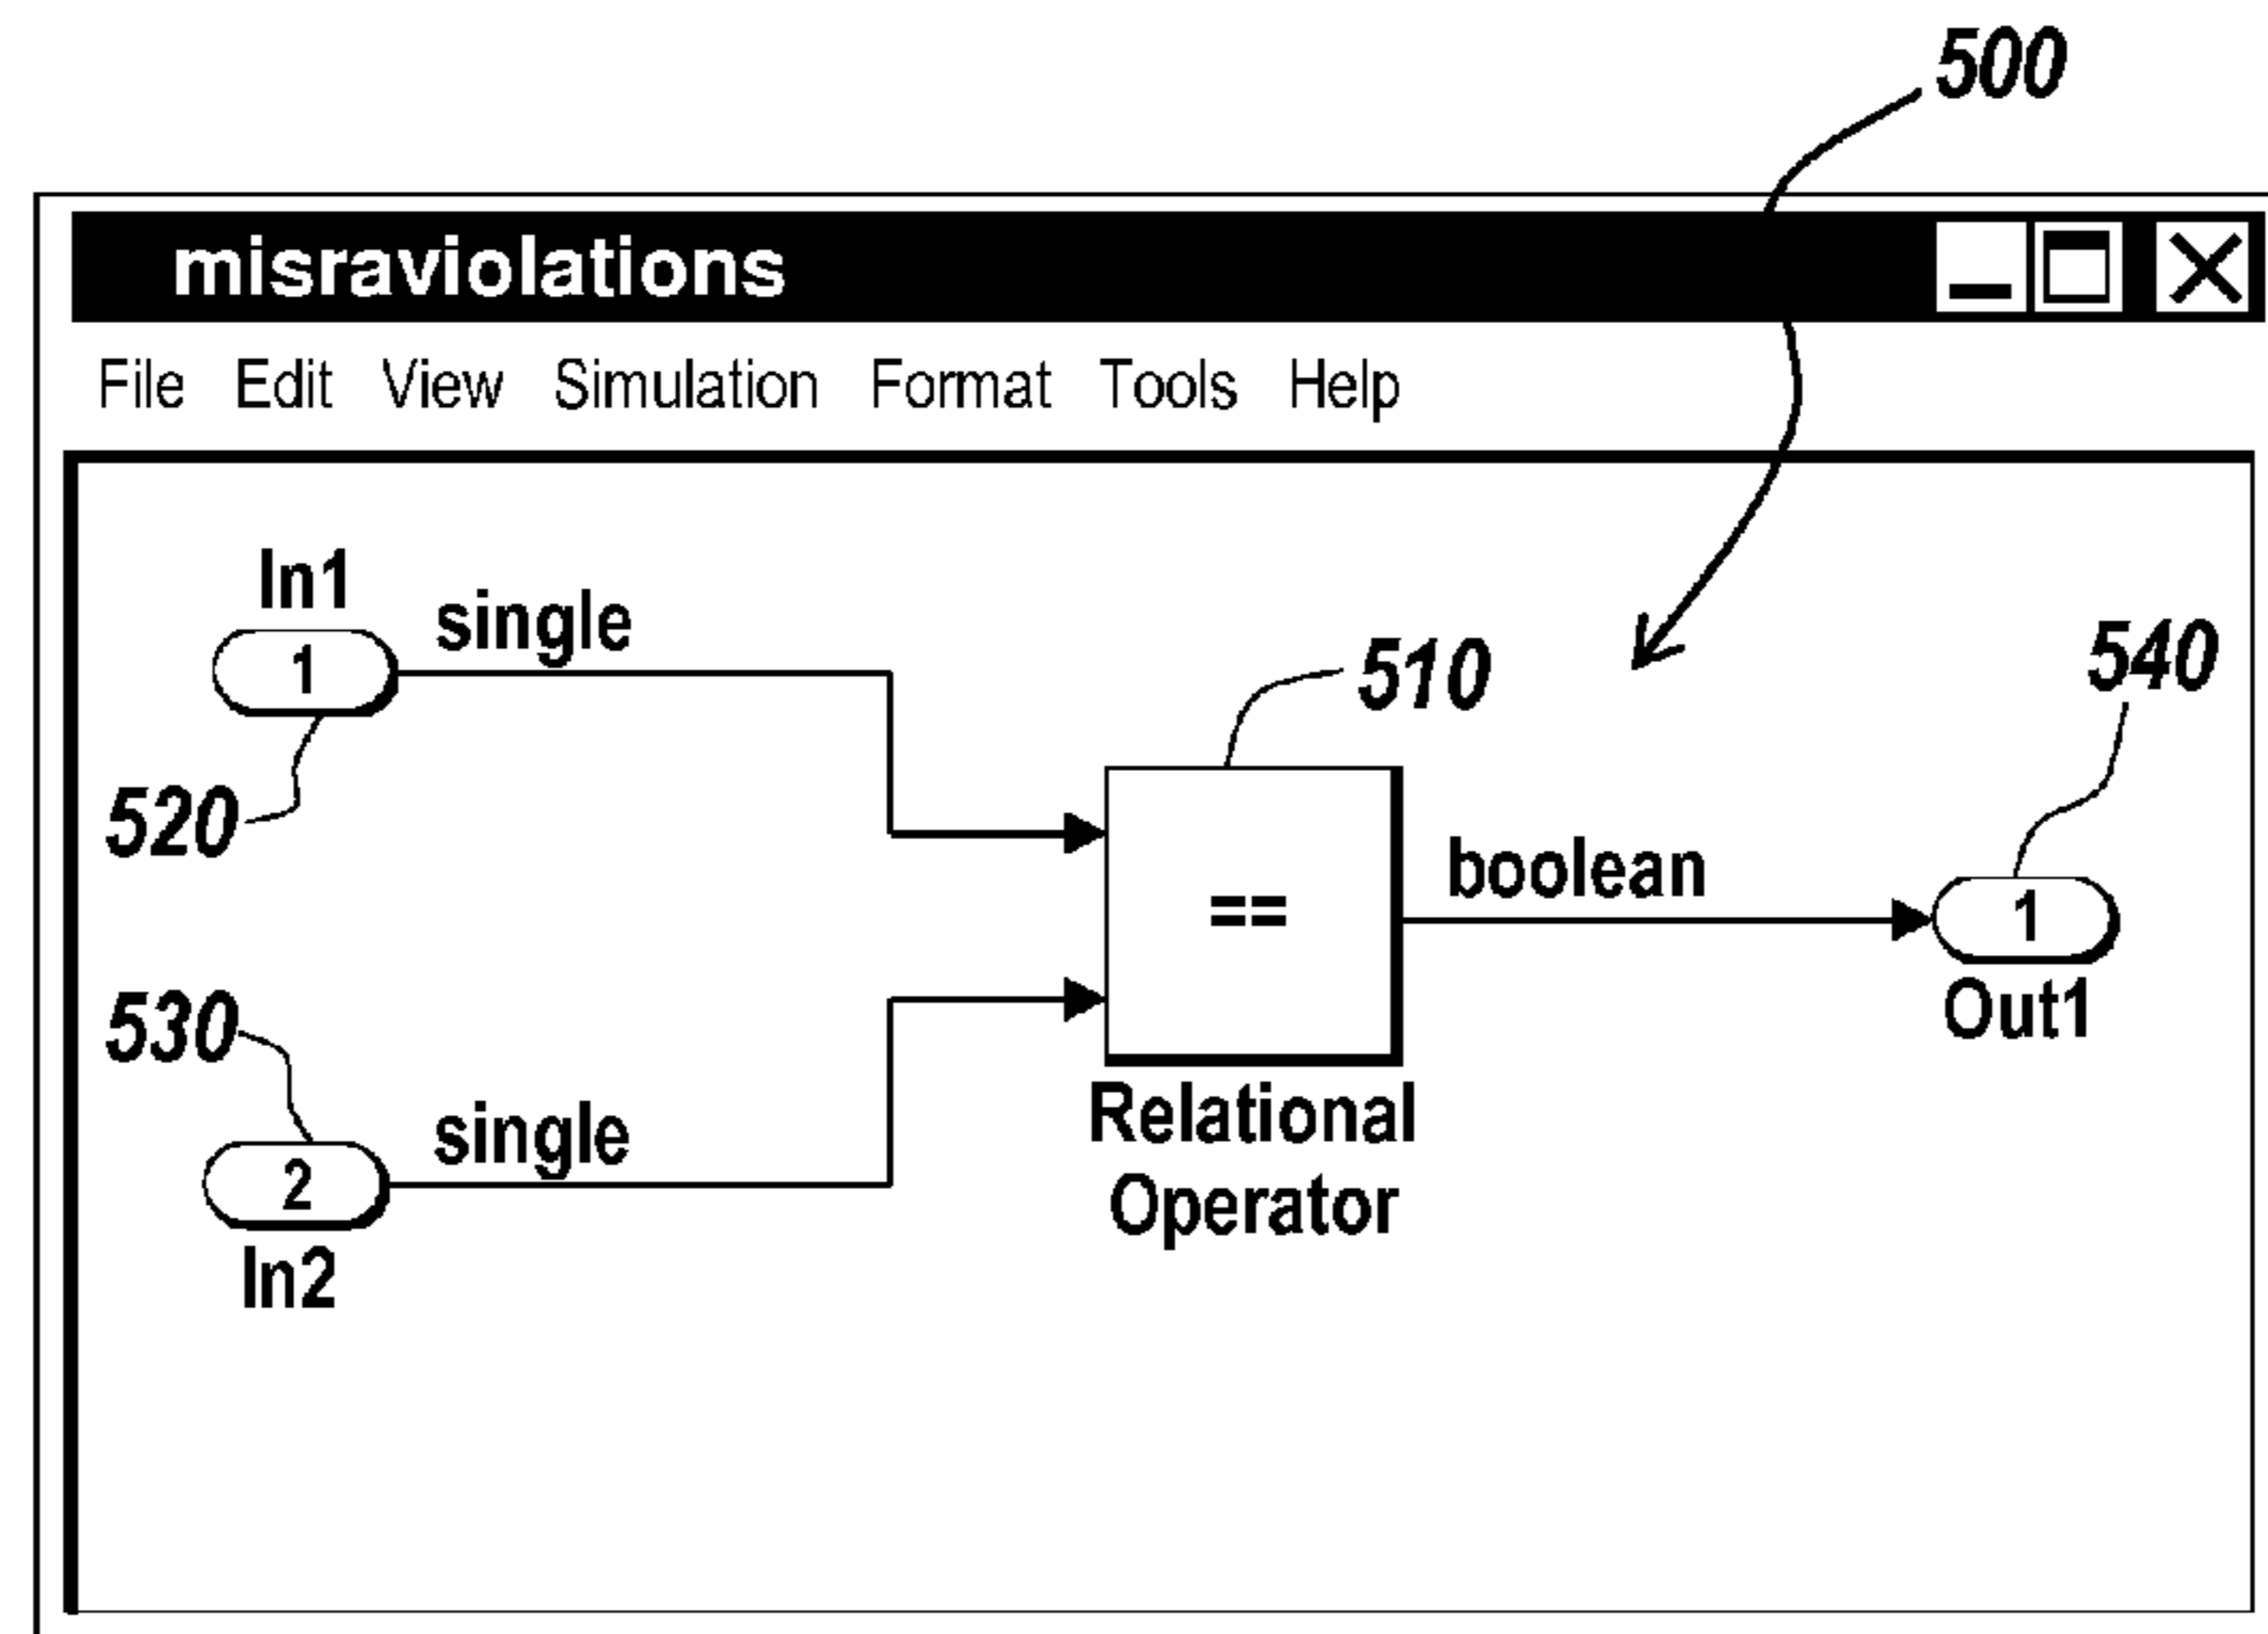 500
misraviolations
File Edit View Simulation Format Tools Help
In1
single
1
520
510
540
==
boolean
1
Out1
530
single
2
In2
Relational
Operator